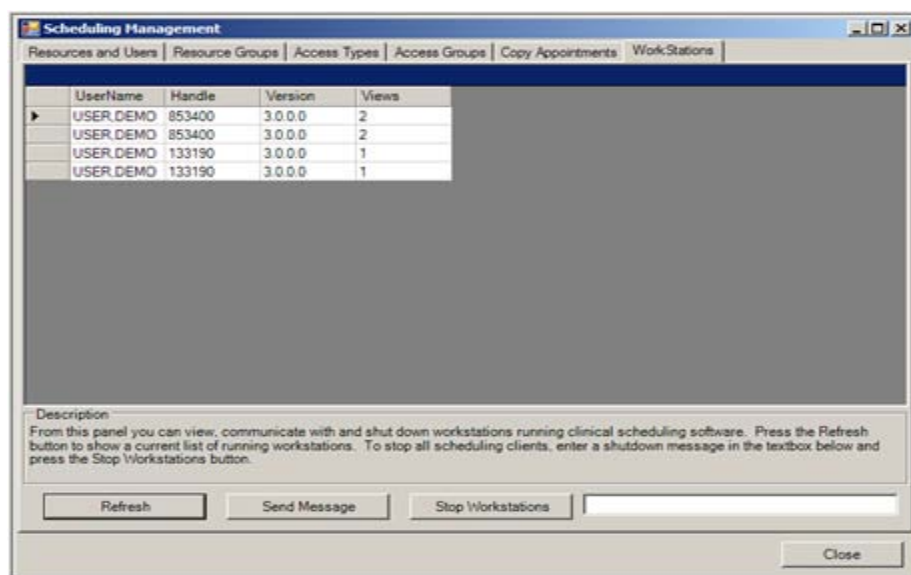 Scheduling Management
Resources and Users Resource Groups Access Types Access Groups Copy Appointments WorkStations
UserName Handle Version Views
USER,DEMO 853400 3.0.0.0 2
USER,DEMO 853400 3.0.0.0 2
USER,DEMO 133190 3.0.0.0 1
USER,DEMO 133190 3.0.0.0 1
Description
From this panel you can view, communicate with and shut down workstations running clinical scheduling software. Press the Refresh
button to show a current list of running workstations. To stop all scheduling clients, enter a shutdown message in the textbox below and
press the Stop Workstations button.
Refresh Send Message Stop Workstations
Close